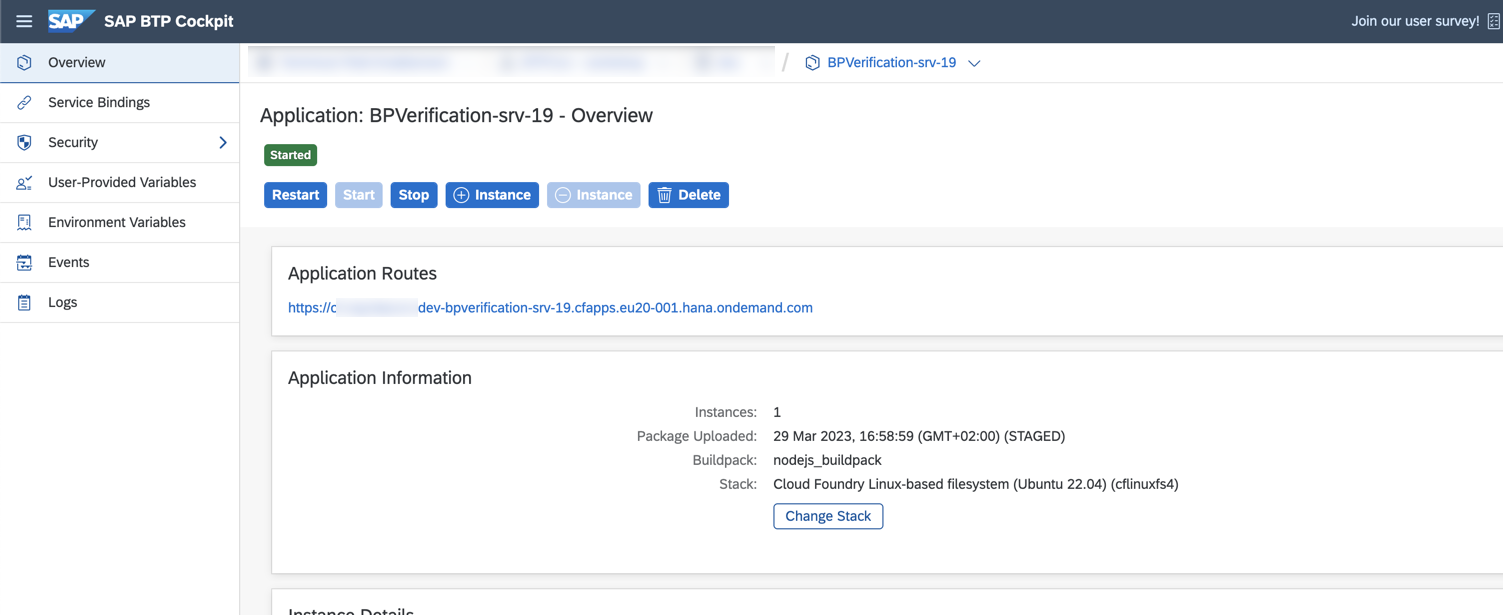 SAP SAP BTP Cockpit
Join our user survey!
Overview
Service Bindings
Security
User-Provided Variables
Environment Variables
Events
Logs
/ BPVerification-srv-19
Application: BPVerification-srv-19 - Overview
Started
Restart Start Stop Instance Instance Delete
Application Routes
https://c dev-bpverification-srv-19.cfapps.eu20-001.hana.ondemand.com
Application Information
Instances: 1
Package Uploaded: 29 Mar 2023, 16:58:59 (GMT+02:00) (STAGED)
Buildpack: nodejs_buildpack
Stack: Cloud Foundry Linux-based filesystem (Ubuntu 22.04) (cflinuxfs4)
Change Stack
Instance Details